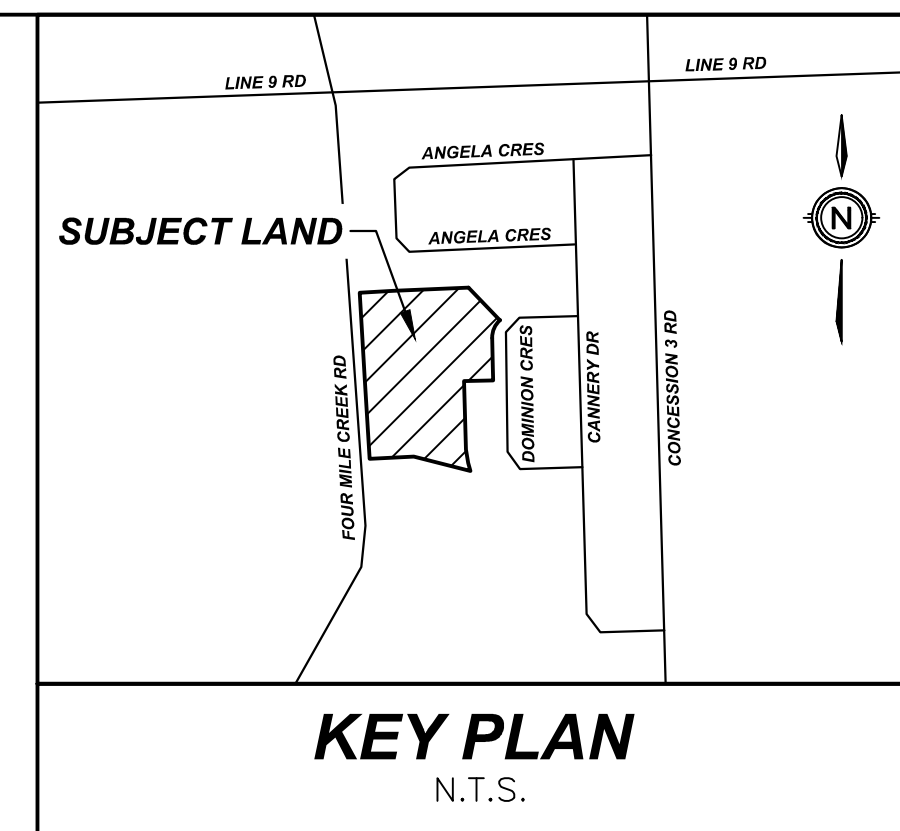 LINE 9 RD
LINE 9 RD
ANGELA CRES
SUBJECT LAND
ANGELA CRES
N
FOUR MILE CREEK RD
DOMINION CRES
CANNERY DR
CONCESSION 3 RD
KEY PLAN
N.T.S.